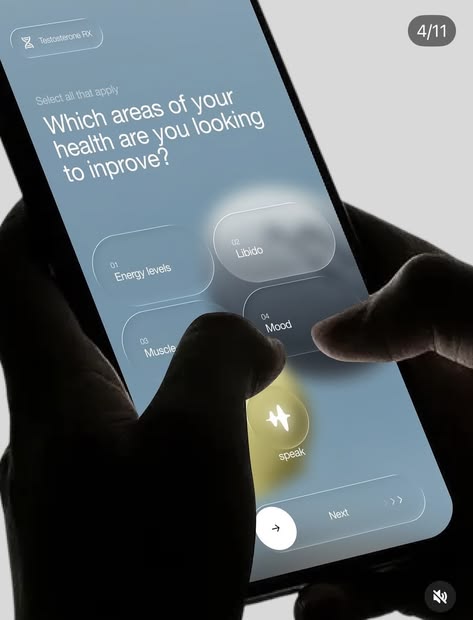 4/11
Testosterone RX
Select all that apply
Which areas of your
health are you looking
to inprove?
01
Energy levels
02
Libido
03
Muscle
04
Mood
speak
Next